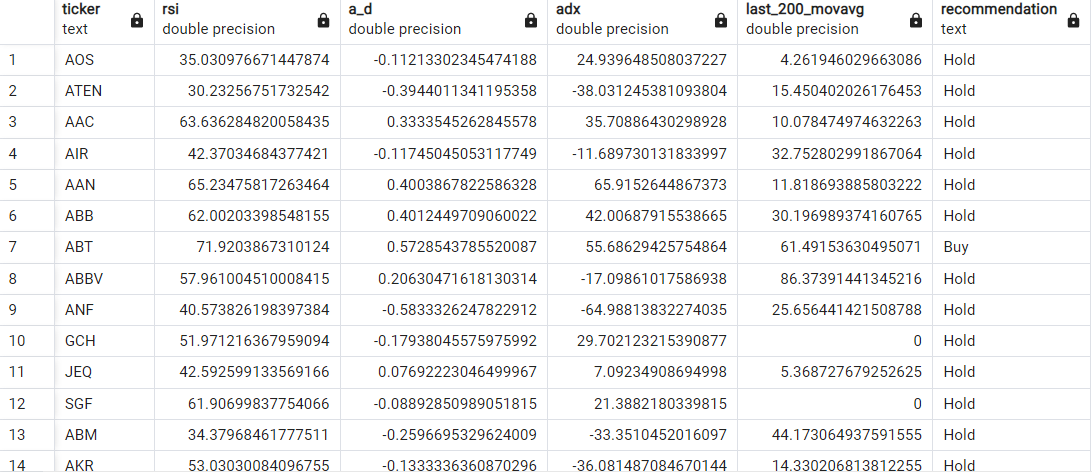 ticker rsi a_d adx last_200_movavg recommendation
text double precision double precision double precision double precision text
1 AOS 35.030976671447874 -0.11213302345474188 24.939648508037227 4.261946029663086 Hold
2 ATEN 30.23256751732542 -0.3944011341195358 -38.031245381093804 15.450402026176453 Hold
3 AAC 63.636284820058435 0.3333545262845578 35.70886430298928 10.078474974632263 Hold
4 AIR 42.37034684377421 -0.11745045053117749 -11.689730131833997 32.752802991867064 Hold
5 AAN 65.23475817263464 0.4003867822586328 65.9152644867373 11.818693885803222 Hold
6 ABB 62.00203398548155 0.4012449709060022 42.00687915538665 30.196989374160765 Hold
7 ABT 71.9203867310124 0.5728543785520087 55.68629425754864 61.49153630495071 Buy
8 ABBV 57.961004510008415 0.20630471618130314 -17.09861017586938 86.37391441345216 Hold
9 ANF 40.573826198397384 -0.5833326247822912 -64.98813832274035 25.656441421508788 Hold
10 GCH 51.971216367959094 -0.17938045575975992 29.702123215390877 0 Hold
11 JEQ 42.592599133569166 0.07692223046499967 7.09234908694998 5.368727679252625 Hold
12 SGF 61.90699837754066 -0.08892850989051815 21.3882180339815 0 Hold
13 ABM 34.37968461777511 -0.2596695329624009 -33.3510452016097 44.173064937591555 Hold
14 AKR 53.03030084096755 -0.1333336360870296 -36.081487084670144 14.330206813812255 Hold